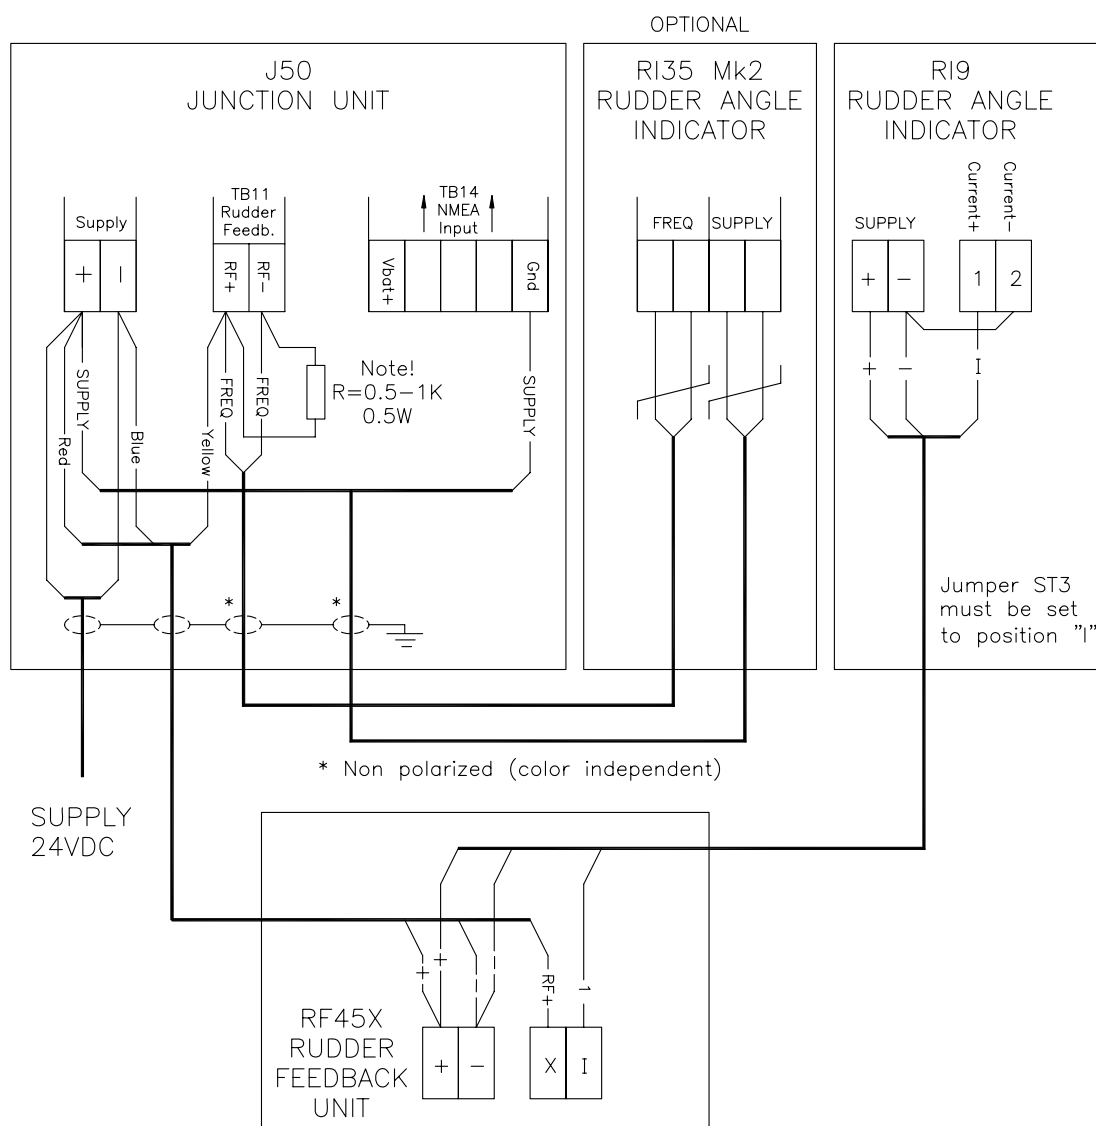 OPTIONAL
J50
JUNCTION UNIT
RI35 Mk2
RUDDER ANGLE
INDICATOR
RI9
RUDDER ANGLE
INDICATOR
Supply
TB11
Rudder
Feedb.
TB14
NMEA
Input
FREQ
SUPPLY
SUPPLY
Current+
Current-
+
-
RF+
RF-
Vbat+
Gnd
+
-
1
2
SUPPLY
Red
Blue
Yellow
FREQ
FREQ
Note!
R=0.5-1K
0.5W
SUPPLY
+
-
I
*
*
Jumper ST3
must be set
to position "I"
* Non polarized (color independent)
SUPPLY
24VDC
+
+
RF+
1
RF45X
RUDDER
FEEDBACK
UNIT
+
-
X
I